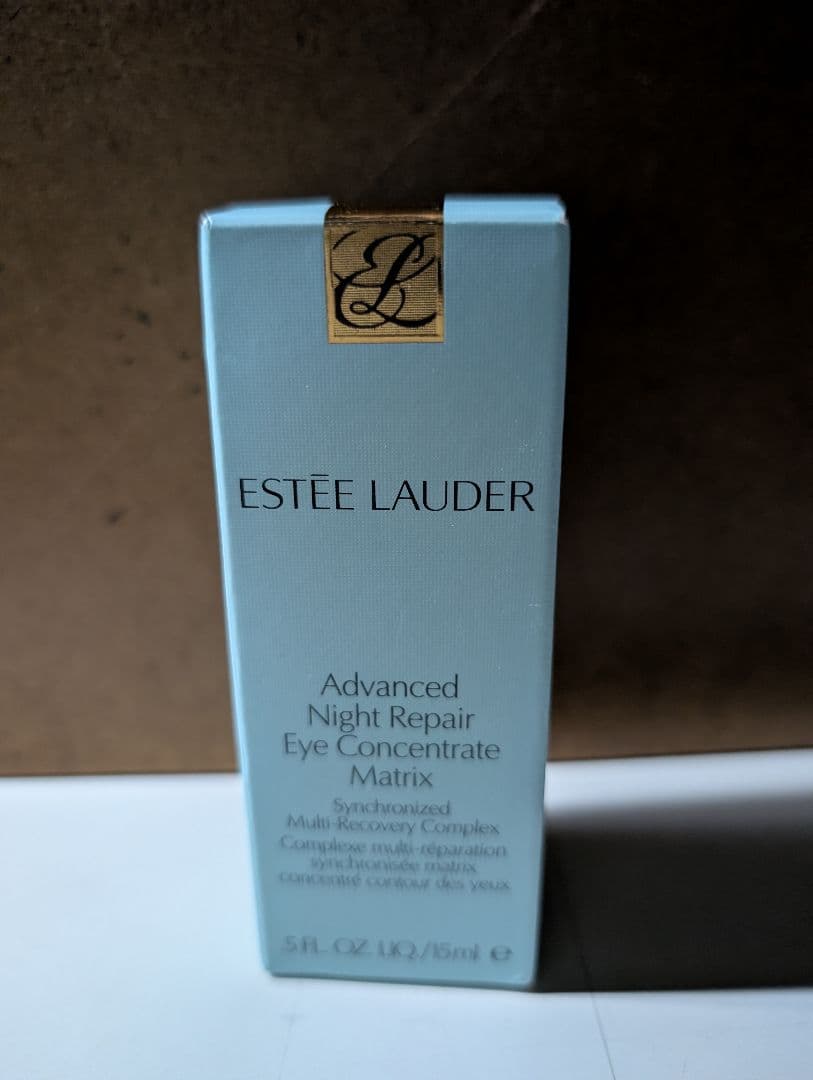 EL
ESTĒE LAUDER
Advanced
Night Repair
Eye Concentrate
Matrix
Synchronized
Multi-Recovery Complex
Complexe multi-réparation
synchronisée matrix
concentré contour des yeux
.5 FL. OZ. LIQ./15ml ℮